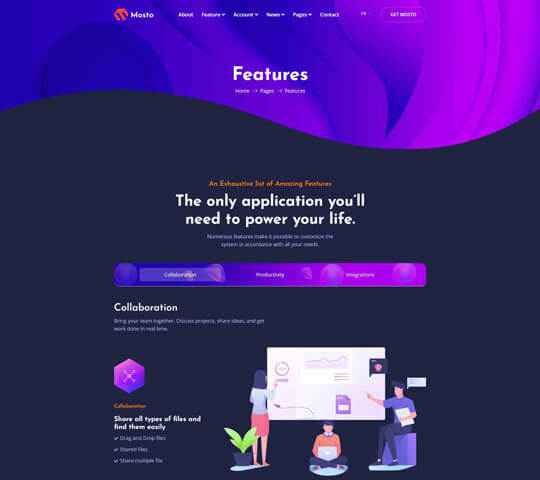 Mosto
About Feature Account News Pages Contact
GET MOSTO
Features
Home -> Pages -> Features
An Exhaustive list of Amazing Features
The only application you'll
need to power your life.
Numerous features make it possible to customize the
system in accordance with all your needs.
Collaboration Productivity Integrations
Collaboration
Bring your team together. Discuss projects, share ideas, and get
work done in real time.
Collaboration
Share all types of files and
find them easily
Drag and Drop files
Shared files
Share multiple file